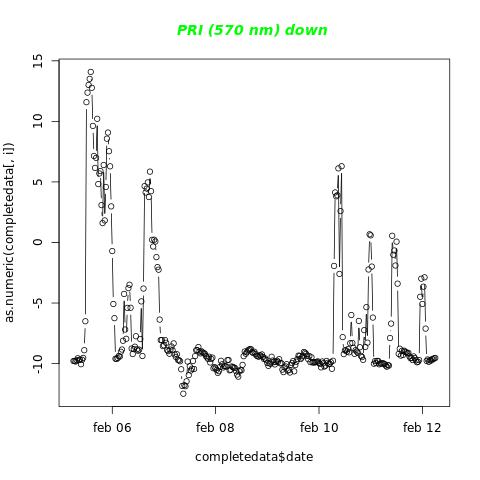 PRI (570 nm) down
as.numeric(completedata[, i])
15
10
5
0
-5
-10
feb 06
feb 08
feb 10
feb 12
completedata$date